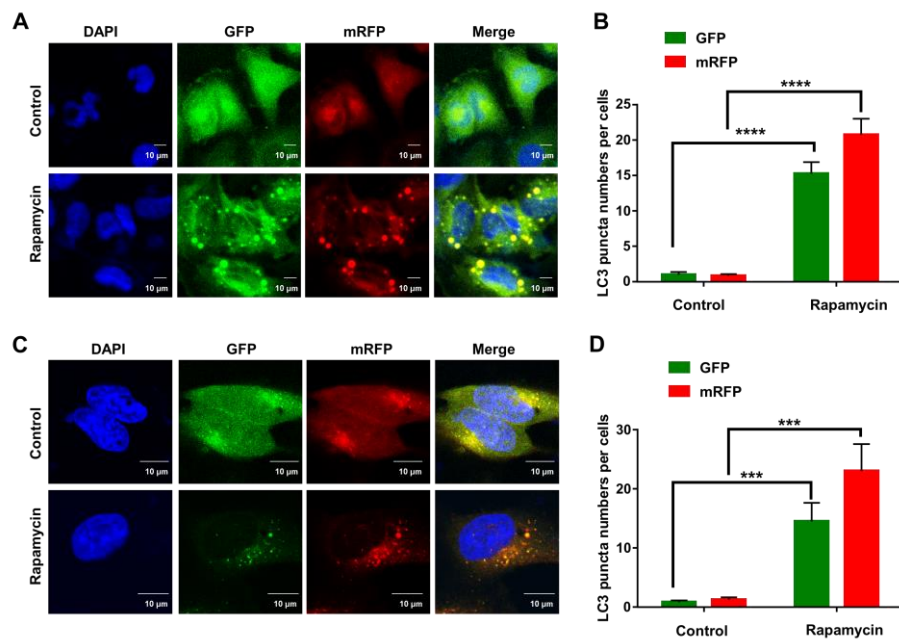 A
DAPI GFP mRFP Merge
Control
10 µm 10 µm 10 µm 10 µm
Rapamycin
10 µm 10 µm 10 µm 10 µm
B
GFP
mRFP
LC3 puncta numbers per cells
25
20
15
10
5
0
****
****
Control Rapamycin
C
DAPI GFP mRFP Merge
Control
10 µm 10 µm 10 µm 10 µm
Rapamycin
10 µm 10 µm 10 µm 10 µm
D
GFP
mRFP
LC3 puncta numbers per cells
30
20
10
0
***
***
Control Rapamycin